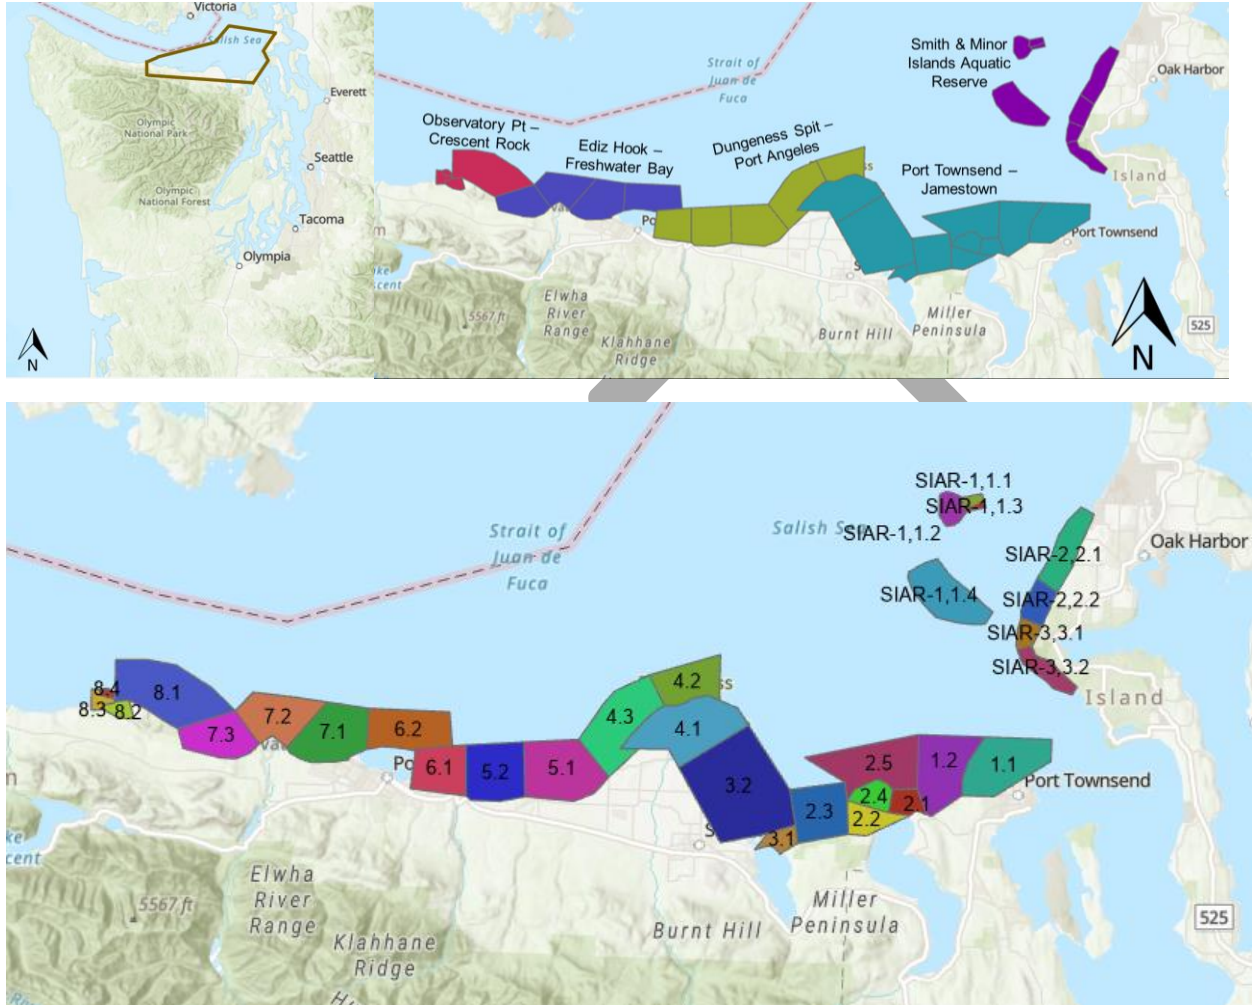 Victoria
Salish Sea
Everett
Olympic
National Park
Seattle
Olympic
National Forest
Tacoma
Olympia
N
Strait of
Juan de
Fuca
Smith & Minor
Islands Aquatic
Reserve
Oak Harbor
Observatory Pt –
Crescent Rock
Ediz Hook –
Freshwater Bay
Dungeness Spit –
Port Angeles
ss
Port Townsend –
Jamestown
Island
Po
Port Townsend
m
S
cent
Elwha
River
Range
5567 ft
Klahhane
Ridge
Burnt Hill
Miller
Peninsula
525
N
SIAR-1,1.1
SIAR-1,1.3
SIAR-1,1.2
Salish Sea
Strait of
Juan de
Fuca
SIAR-2,2.1
Oak Harbor
SIAR-1,1.4
SIAR-2,2.2
SIAR-3,3.1
SIAR-3,3.2
Island
8.4
8.1
8.3
8.2
7.3
7.2
7.1
6.2
6.1
5.2
5.1
4.3
4.2
ss
4.1
3.2
3.1
2.3
2.5
2.4
2.2
2.1
1.2
1.1
Port Townsend
Po
n
S
Lake
cent
5567 ft
Elwha
River
Range
Klahhane
Ridge
Burnt Hill
Miller
Peninsula
525